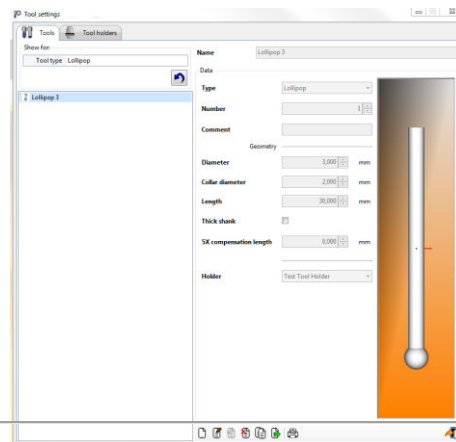 Tool settings
Tools Tool holders
Show for:
Tool type Lollipop
Lollipop 3
Name Lollipop 3
Data
Type Lollipop
Number 1
Comment
Geometry
Diameter 3,000 mm
Collar diameter 2,000 mm
Length 30,000 mm
Thick shank
5X compensation length 0,000 mm
Holder Test Tool Holder